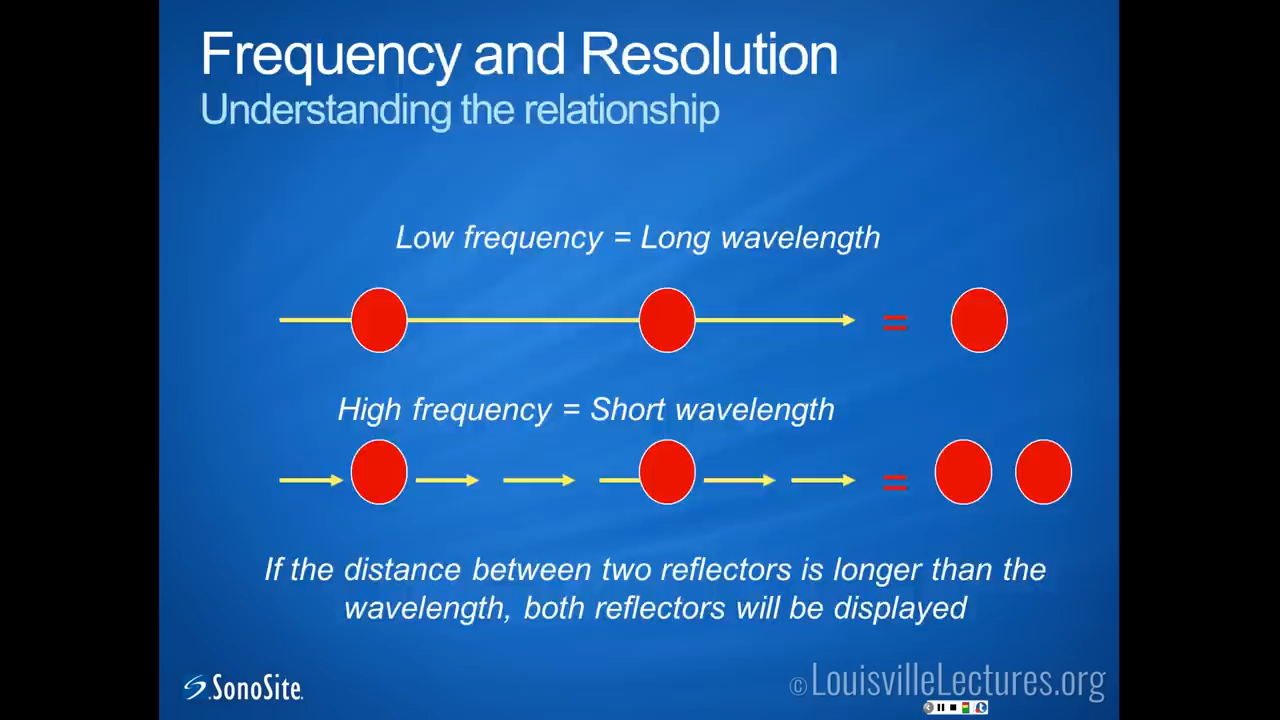 Frequency and Resolution
Understanding the relationship
Low frequency = Long wavelength
=
High frequency = Short wavelength
=
If the distance between two reflectors is longer than the
wavelength, both reflectors will be displayed
SonoSite.
© LouisvilleLectures.org